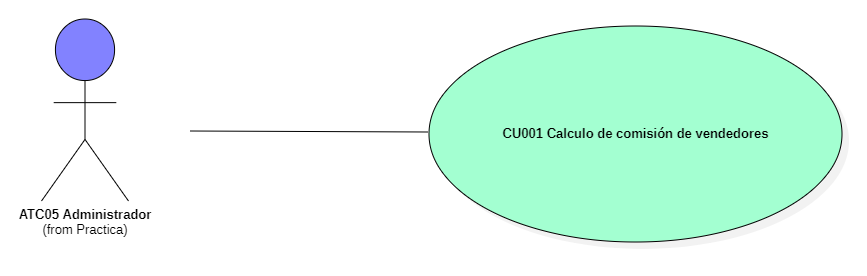 CU001 Calculo de comisión de vendedores
ATC05 Administrador
(from Practica)